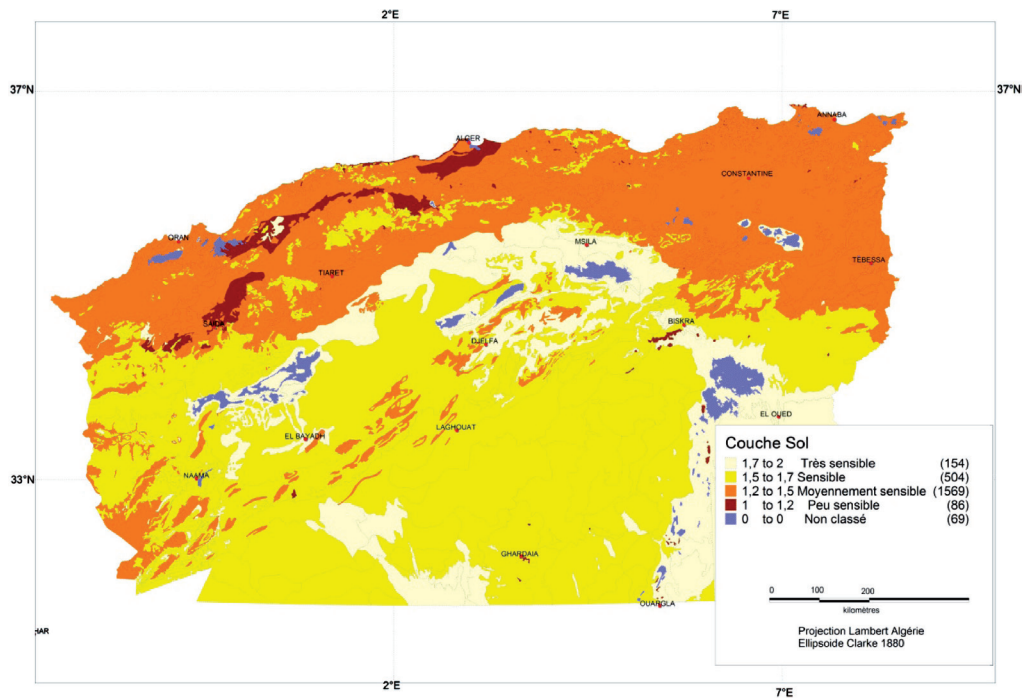 2°E 7°E
37°N 37°N
ANNABA
ALGER
CONSTANTINE
ORAN
MSILA
TEBESSA
TIARET
BISKRA
SAIDA
DJELFA
EL OUED
LAGHOUAT
EL BAYADH
NAAMA
33°N
GHARDAIA
OUARGLA
HAR
Couche Sol
1,7 to 2 Très sensible (154)
1,5 to 1,7 Sensible (504)
1,2 to 1,5 Moyennement sensible (1569)
1 to 1,2 Peu sensible (86)
0 to 0 Non classé (69)
0 100 200
kilomètres
Projection Lambert Algérie
Ellipsoide Clarke 1880
2°E 7°E